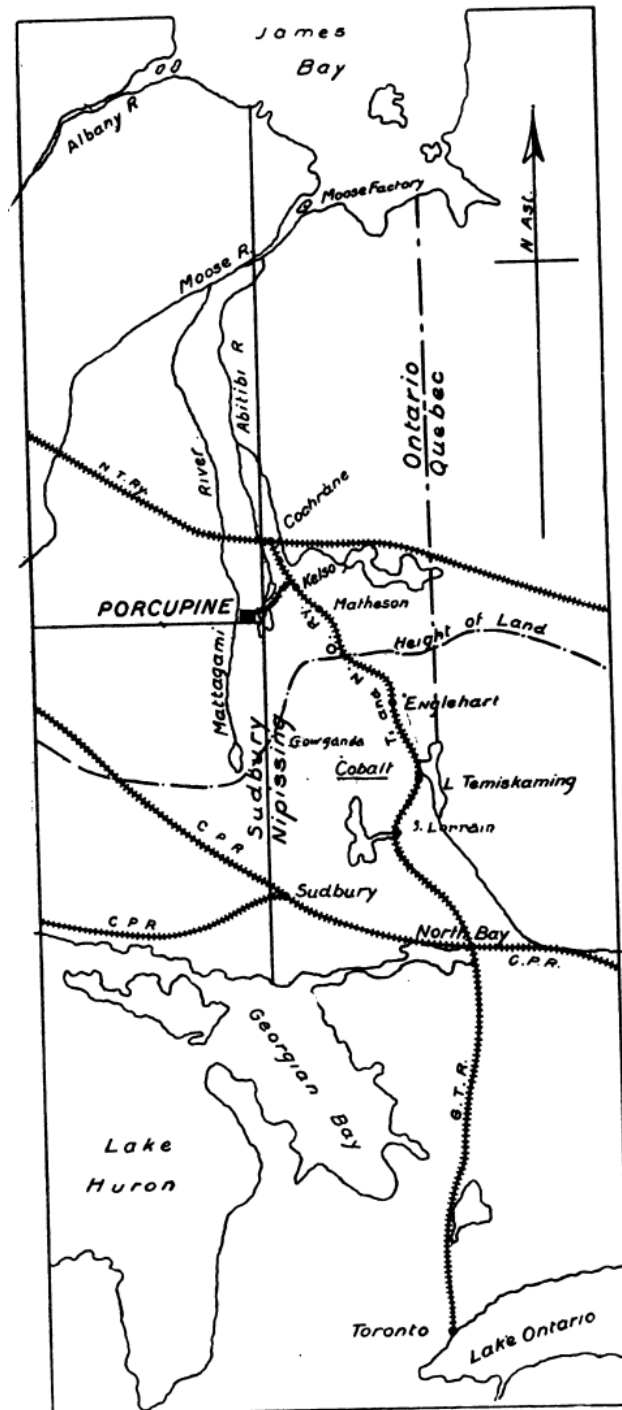 James
Bay
Albany R
Moose Factory
N Ast.
Moose R.
Abitibi R
River
Ontario
Quebec
N. T. Ry.
Cochrane
Kelso
PORCUPINE
Matheson
Ry.
O.
N.
T. and
Height of Land
Mattagami
Englehart
Gowganda
Sudbury
Nipissing
Cobalt
L Temiskaming
S. Lorrain
C P R
Sudbury
C P R
North Bay
C.P.R.
Georgian
Bay
G. T. R.
Lake
Huron
Toronto
Lake Ontario